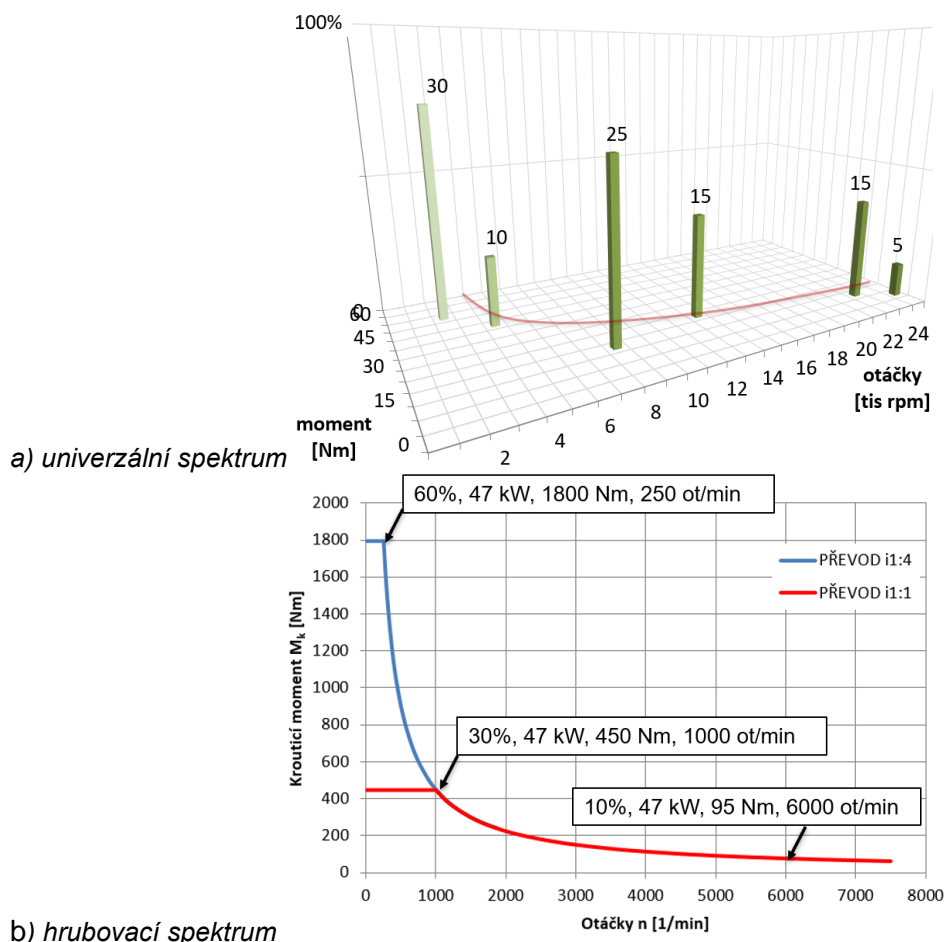 100%
30
25
15
15
10
5
0
60
45
30
15
0
moment
[Nm]
2
4
6
8
10
12
14
16
18
20
22
24
otáčky
[tis rpm]
a) univerzální spektrum
60%, 47 kW, 1800 Nm, 250 ot/min
2000
1800
1600
1400
1200
1000
800
600
400
200
0
Krouticí moment Mk [Nm]
PŘEVOD i1:4
PŘEVOD i1:1
30%, 47 kW, 450 Nm, 1000 ot/min
10%, 47 kW, 95 Nm, 6000 ot/min
0 1000 2000 3000 4000 5000 6000 7000 8000
Otáčky n [1/min]
b) hrubovací spektrum